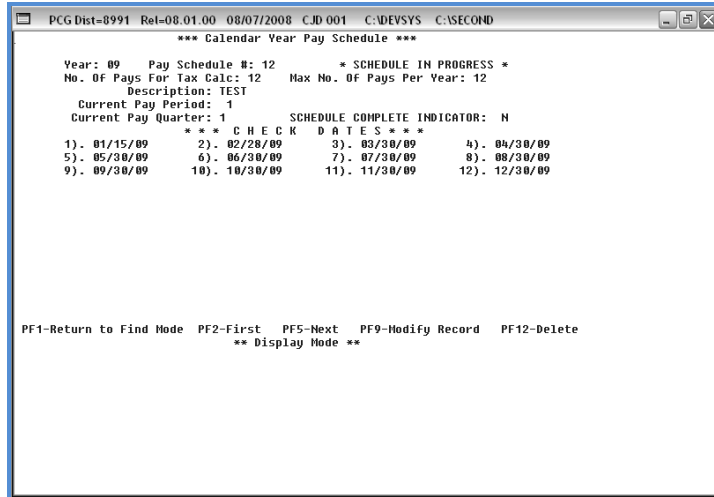 PCG Dist=8991 Rel=08.01.00 08/07/2008 CJD 001 C:\DEVSYS C:\SECOND
*** Calendar Year Pay Schedule ***
Year: 09 Pay Schedule #: 12 * SCHEDULE IN PROGRESS *
No. Of Pays For Tax Calc: 12 Max No. Of Pays Per Year: 12
Description: TEST
Current Pay Period: 1
Current Pay Quarter: 1 SCHEDULE COMPLETE INDICATOR: N
* * * C H E C K D A T E S * * *
1). 01/15/09 2). 02/28/09 3). 03/30/09 4). 04/30/09
5). 05/30/09 6). 06/30/09 7). 07/30/09 8). 08/30/09
9). 09/30/09 10). 10/30/09 11). 11/30/09 12). 12/30/09
PF1-Return to Find Mode PF2-First PF5-Next PF9-Modify Record PF12-Delete
** Display Mode **